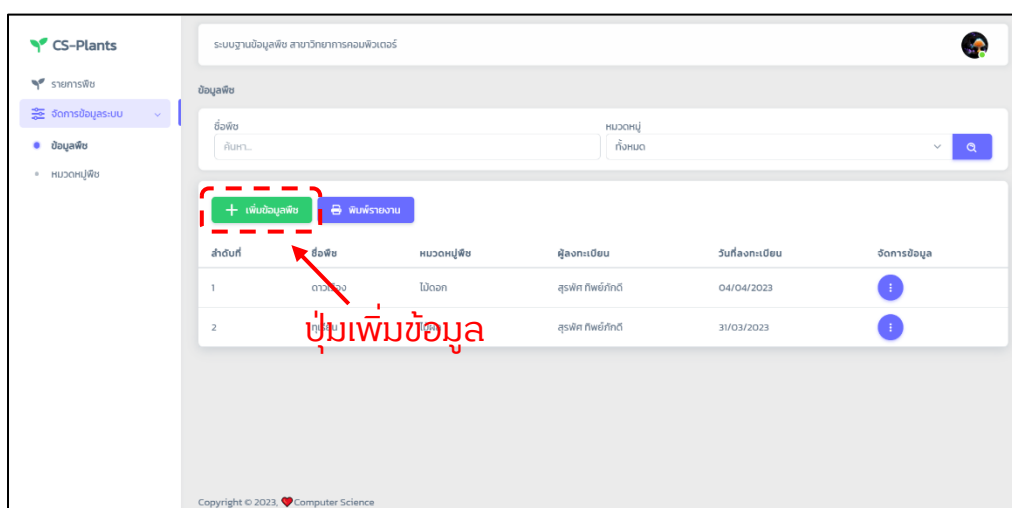 CS-Plants
ระบบฐานข้อมูลพืช สาขาวิทยาการคอมพิวเตอร์
รายการพืช
จัดการข้อมูลระบบ
ข้อมูลพืช
หมวดหมู่พืช
ข้อมูลพืช
ชื่อพืช หมวดหมู่
ค้นหา... ทั้งหมด
เพิ่มข้อมูลพืช พิมพ์รายงาน
ลำดับที่ ชื่อพืช หมวดหมู่พืช ผู้ลงทะเบียน วันที่ลงทะเบียน จัดการข้อมูล
1 ดาวเรือง ไม้ดอก สุรพัศ ทิพย์ภักดี 04/04/2023
2 สุรพัศ ทิพย์ภักดี 31/03/2023
ปุ่มเพิ่มข้อมูล
Copyright © 2023, Computer Science